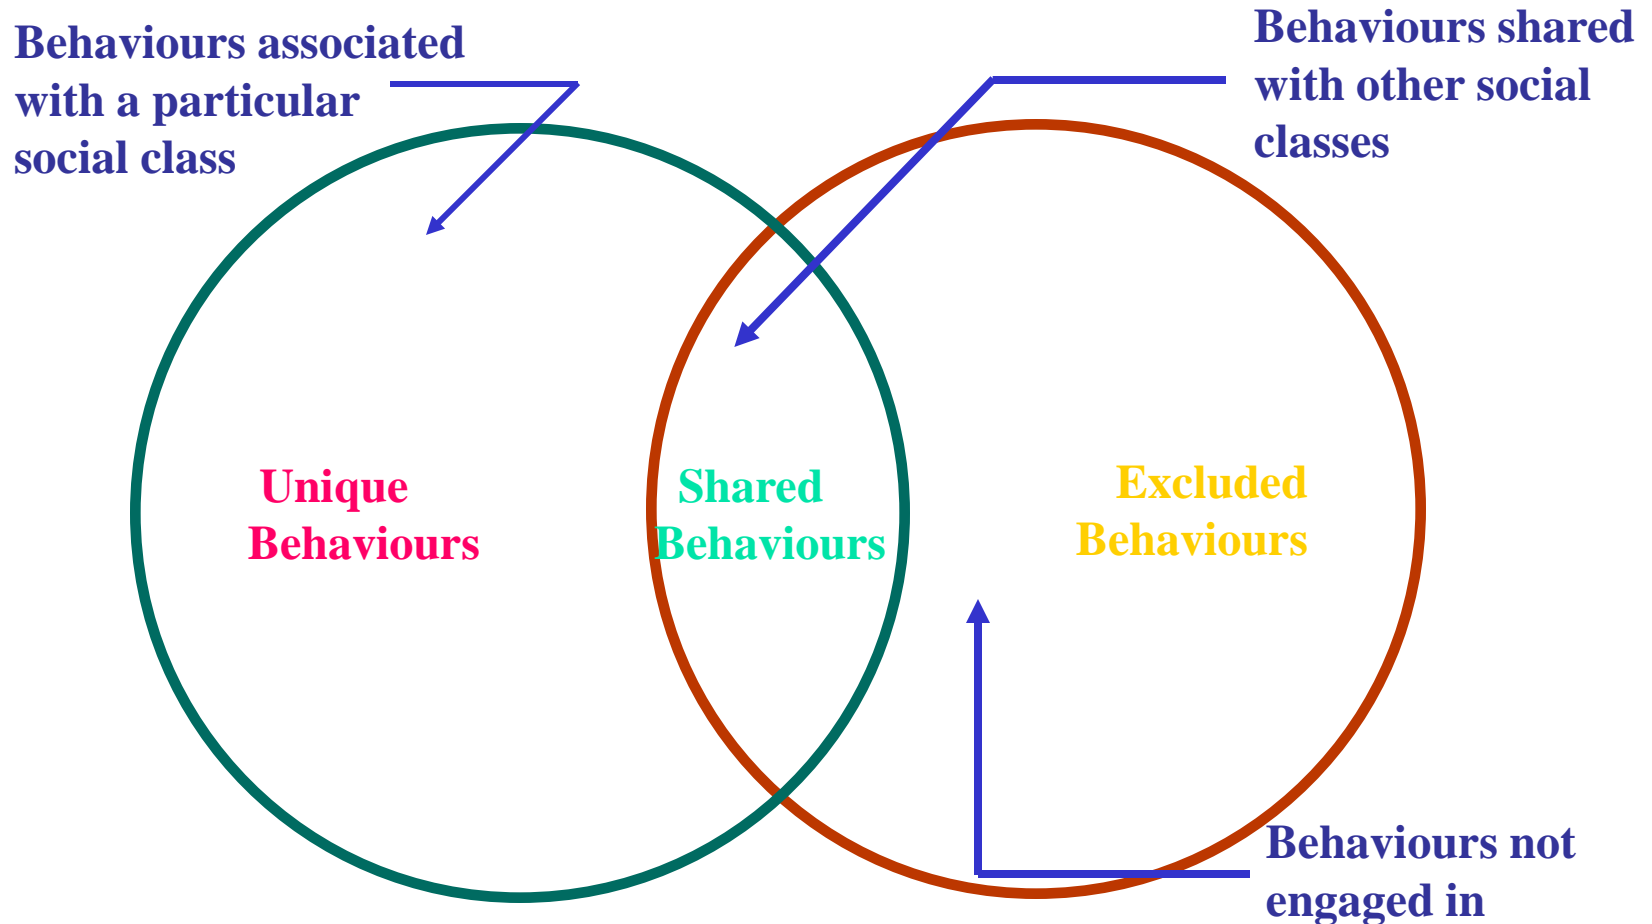 Behaviours associated
with a particular
social class
Behaviours shared
with other social
classes
Unique
Behaviours
Shared
Behaviours
Excluded
Behaviours
Behaviours not
engaged in